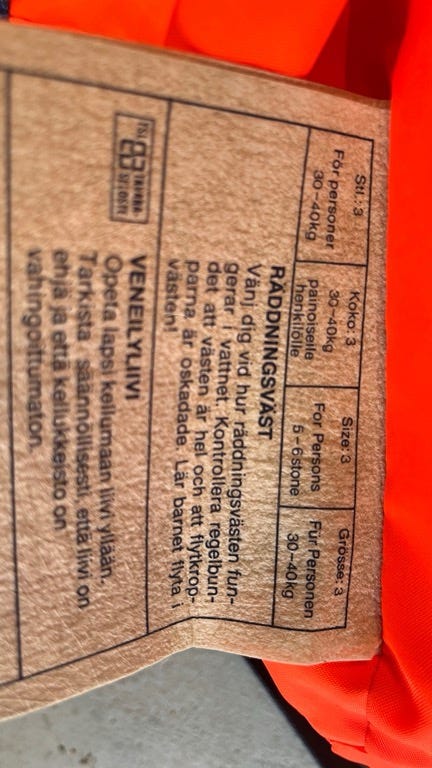 Stl.: 3
För personer
30-40kg
Koko: 3
30-40kg
painoiselle
henkilölle
Size: 3
For Persons
5-6stone
Grösse: 3
Für Personen
30-40kg
RÄDDNINGSVÄST
Vänj dig vid hur räddningsvästen fun-
gerar i vattnet. Kontrollera regelbun-
det att västen är hel och att flytkrop-
parna är oskadade. Lär barnet flyta i
västen!
TSL
SELOSTE
VENEILYLIIVI
Opeta lapsi kellumaan liivi yllään.
Tarkista säännöllisesti, että liivi on
ehjä ja että kellukkeisto on
vahingoittumaton.